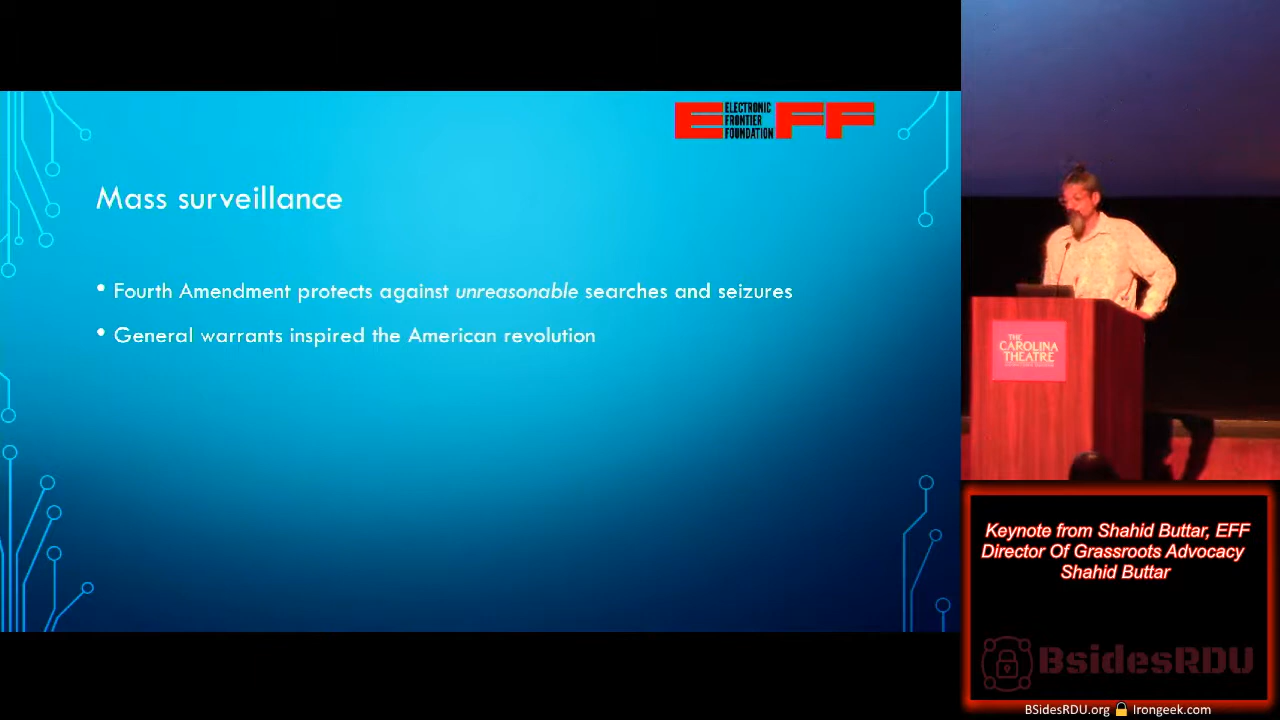 ELECTRONIC
FRONTIER
FOUNDATION
EFF
Mass surveillance
• Fourth Amendment protects against unreasonable searches and seizures
• General warrants inspired the American revolution
THE
CAROLINA
THEATRE
Keynote from Shahid Buttar, EFF
Director Of Grassroots Advocacy
Shahid Buttar
BsidesRDU
BSidesRDU.org Irongeek.com